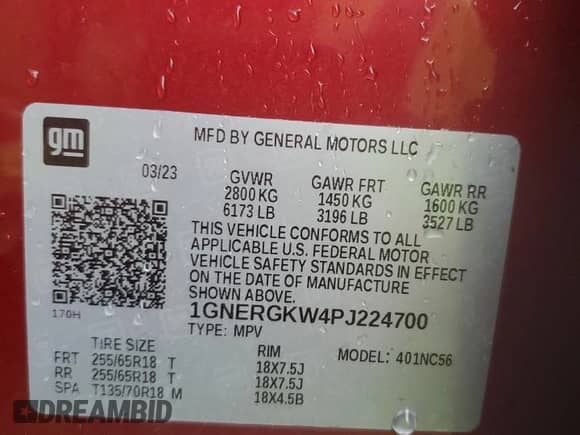 gm
MFD BY GENERAL MOTORS LLC
03/23
GVWR GAWR FRT GAWR RR
2800 KG 1450 KG 1600 KG
6173 LB 3196 LB 3527 LB
THIS VEHICLE CONFORMS TO ALL
APPLICABLE U.S. FEDERAL MOTOR
VEHICLE SAFETY STANDARDS IN EFFECT
ON THE DATE OF MANUFACTURE
SHOWN ABOVE.
170H
1GNERGKW4PJ224700
TYPE: MPV
TIRE SIZE RIM MODEL: 401NC56
FRT 255/65R18 T 18X7.5J
RR 255/65R18 T 18X7.5J
SPA T135/70R18 M 18X4.5B
DREAMBID